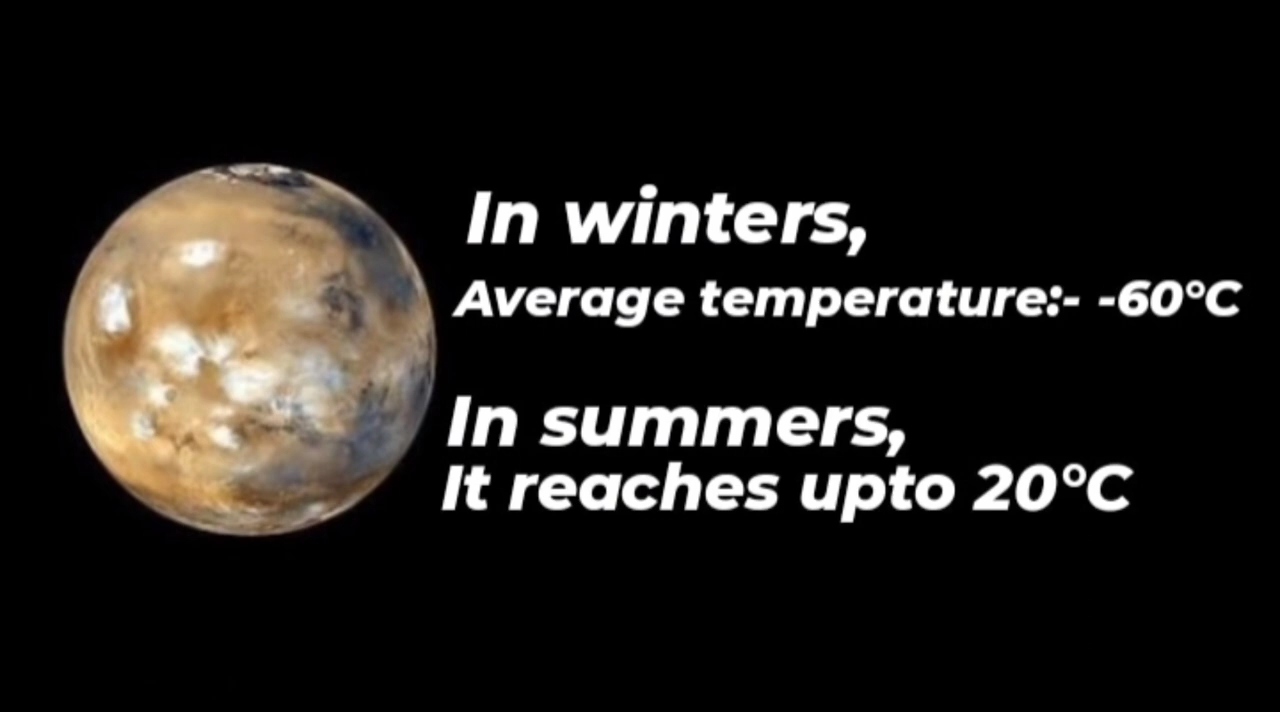 In winters,
Average temperature:- -60°C
In summers,
It reaches upto 20°C